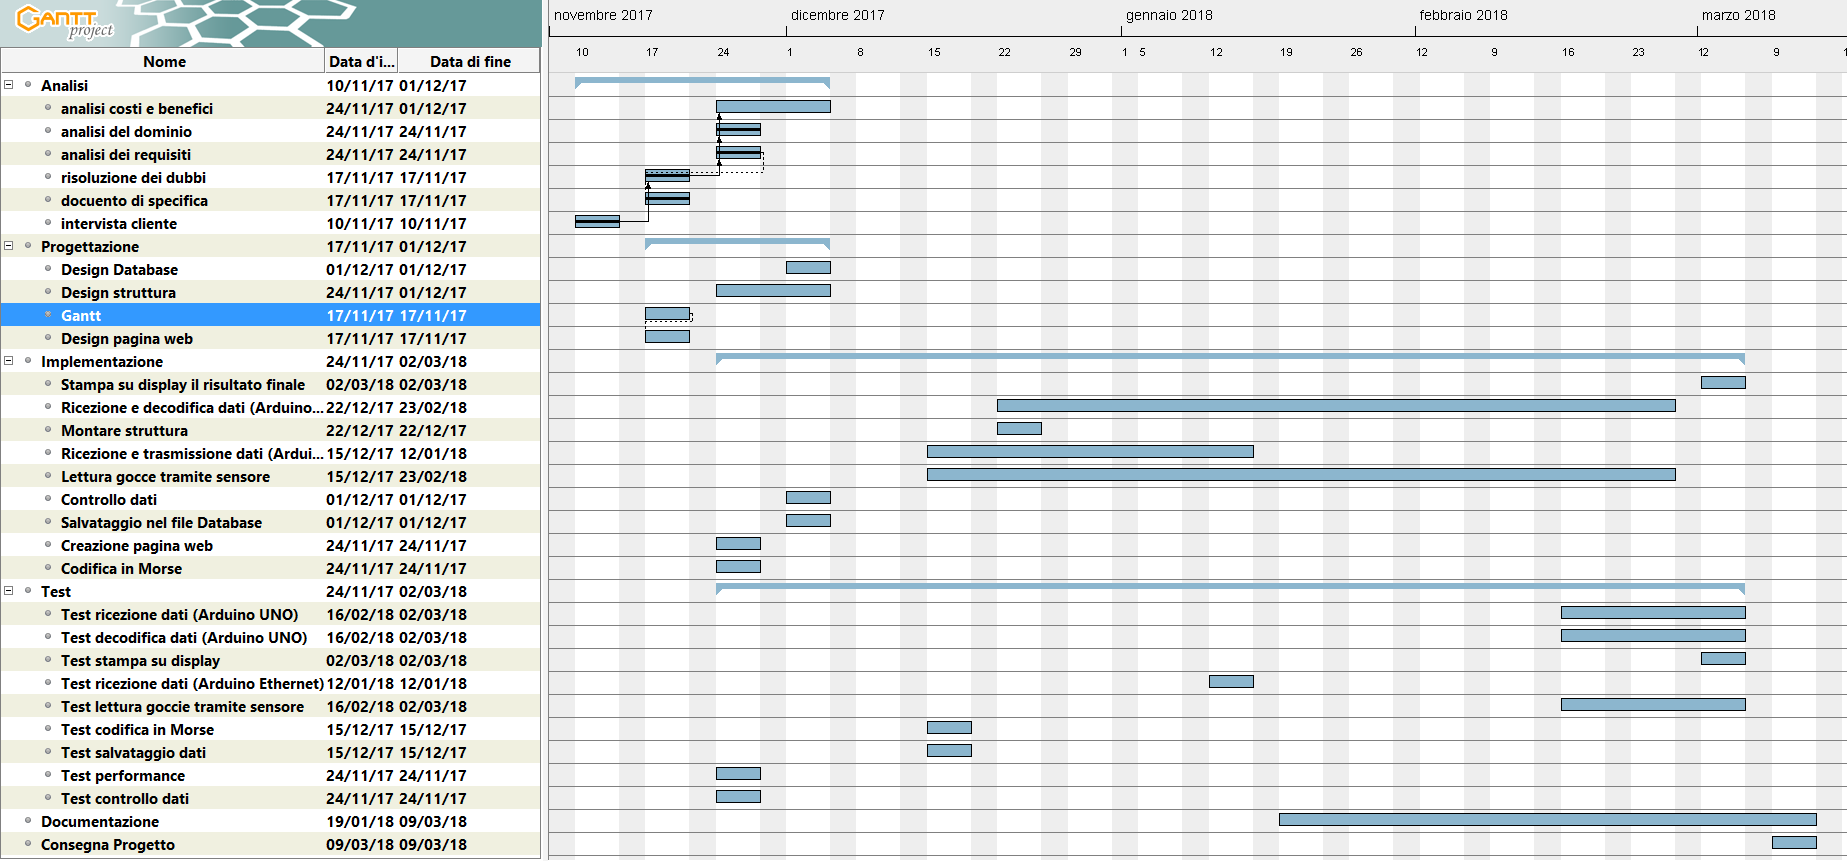 GANTT
project
novembre 2017 dicembre 2017 gennaio 2018 febbraio 2018 marzo 2018
10 17 24 1 8 15 22 29 1 5 12 19 26 12 9 16 23 12 9 1
Nome Data d'i... Data di fine
Analisi 10/11/17 01/12/17
analisi costi e benefici 24/11/17 01/12/17
analisi del dominio 24/11/17 24/11/17
analisi dei requisiti 24/11/17 24/11/17
risoluzione dei dubbi 17/11/17 17/11/17
docuento di specifica 17/11/17 17/11/17
intervista cliente 10/11/17 10/11/17
Progettazione 17/11/17 01/12/17
Design Database 01/12/17 01/12/17
Design struttura 24/11/17 01/12/17
Gantt 17/11/17 17/11/17
Design pagina web 17/11/17 17/11/17
Implementazione 24/11/17 02/03/18
Stampa su display il risultato finale 02/03/18 02/03/18
Ricezione e decodifica dati (Arduino... 22/12/17 23/02/18
Montare struttura 22/12/17 22/12/17
Ricezione e trasmissione dati (Ardui... 15/12/17 12/01/18
Lettura gocce tramite sensore 15/12/17 23/02/18
Controllo dati 01/12/17 01/12/17
Salvataggio nel file Database 01/12/17 01/12/17
Creazione pagina web 24/11/17 24/11/17
Codifica in Morse 24/11/17 24/11/17
Test 24/11/17 02/03/18
Test ricezione dati (Arduino UNO) 16/02/18 02/03/18
Test decodifica dati (Arduino UNO) 16/02/18 02/03/18
Test stampa su display 02/03/18 02/03/18
Test ricezione dati (Arduino Ethernet) 12/01/18 12/01/18
Test lettura goccie tramite sensore 16/02/18 02/03/18
Test codifica in Morse 15/12/17 15/12/17
Test salvataggio dati 15/12/17 15/12/17
Test performance 24/11/17 24/11/17
Test controllo dati 24/11/17 24/11/17
Documentazione 19/01/18 09/03/18
Consegna Progetto 09/03/18 09/03/18